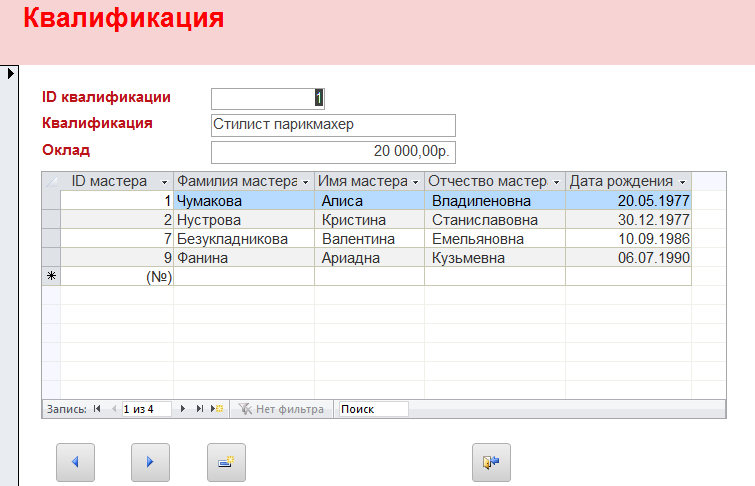 Квалификация
ID квалификации 1
Квалификация Стилист парикмахер
Оклад 20 000,00р.
ID мастера Фамилия мастера Имя мастера Отчество мастер Дата рождения
1 Чумакова Алиса Владиленовна 20.05.1977
2 Нустрова Кристина Станиславовна 30.12.1977
7 Безукладникова Валентина Емельяновна 10.09.1986
9 Фанина Ариадна Кузьмевна 06.07.1990
(№)
Запись: 1 из 4 Нет фильтра Поиск